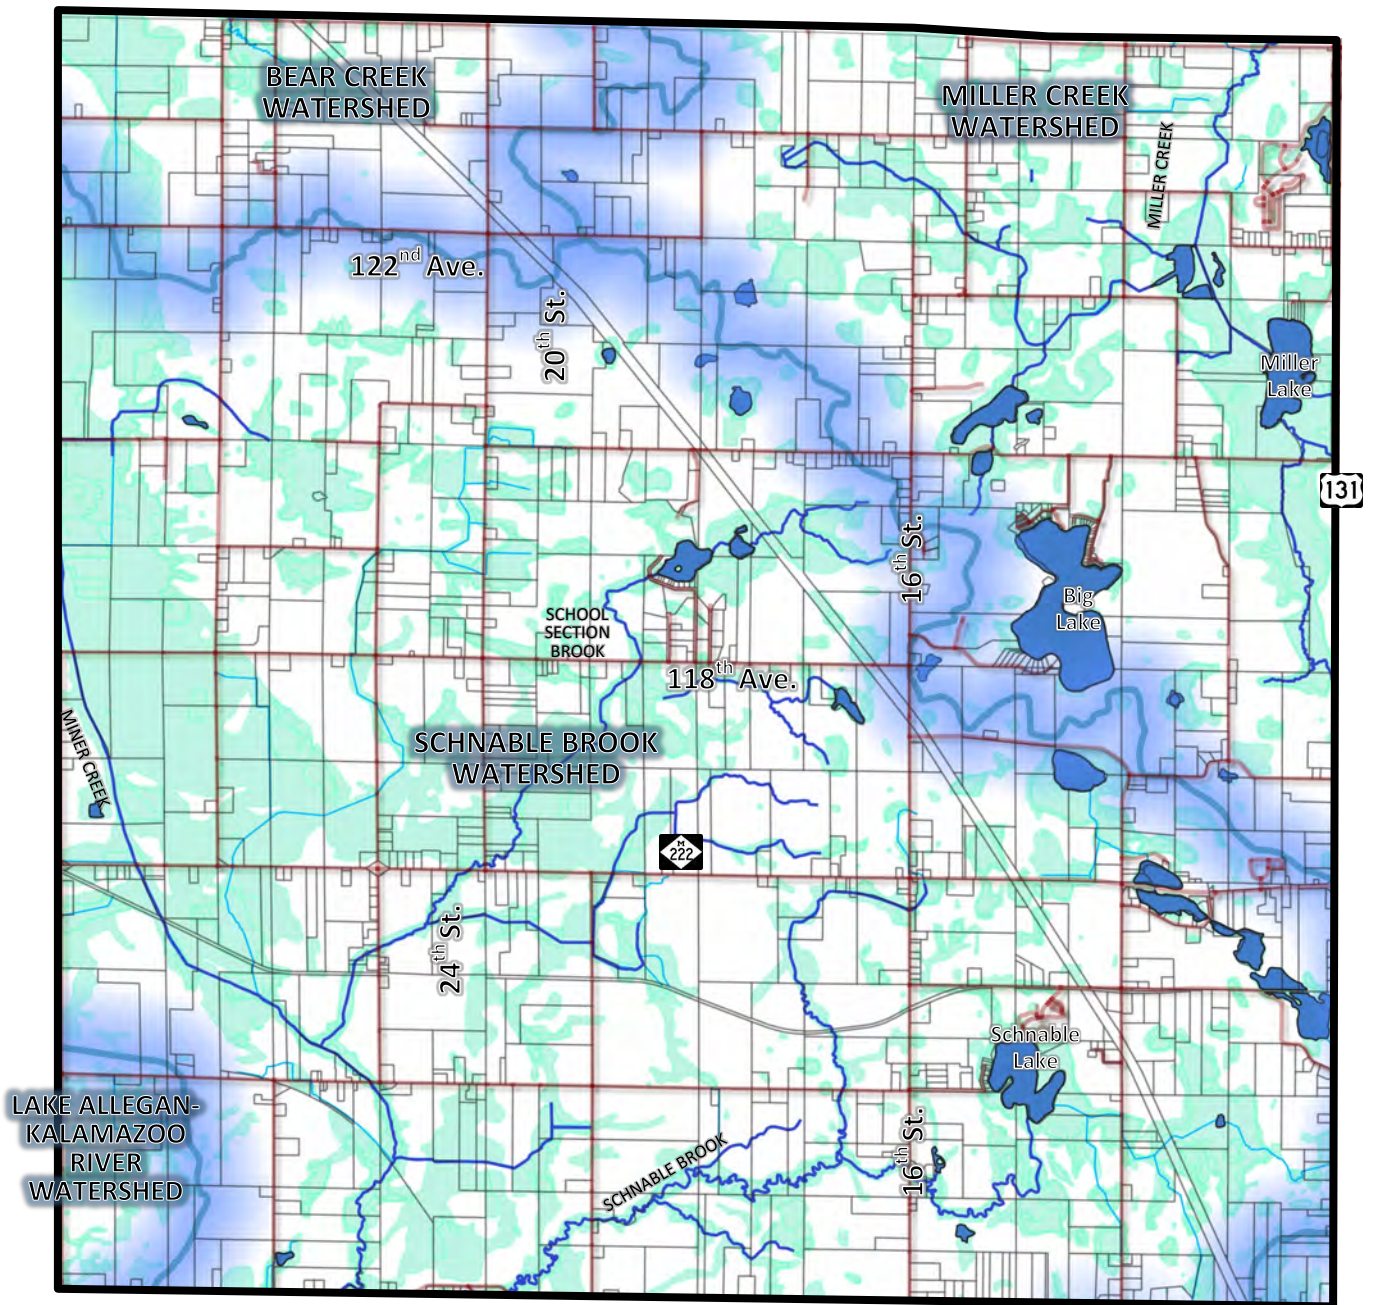 BEAR CREEK
WATERSHED
MILLER CREEK
WATERSHED
MILLER CREEK
122nd Ave.
20th St.
Miller
Lake
131
16th St.
Big
Lake
SCHOOL
SECTION
BROOK
118th Ave.
MINER CREEK
SCHNABLE BROOK
WATERSHED
M
222
24th St.
Schnable
Lake
LAKE ALLEGAN-
KALAMAZOO
RIVER
WATERSHED
SCHNABLE BROOK
16th St.